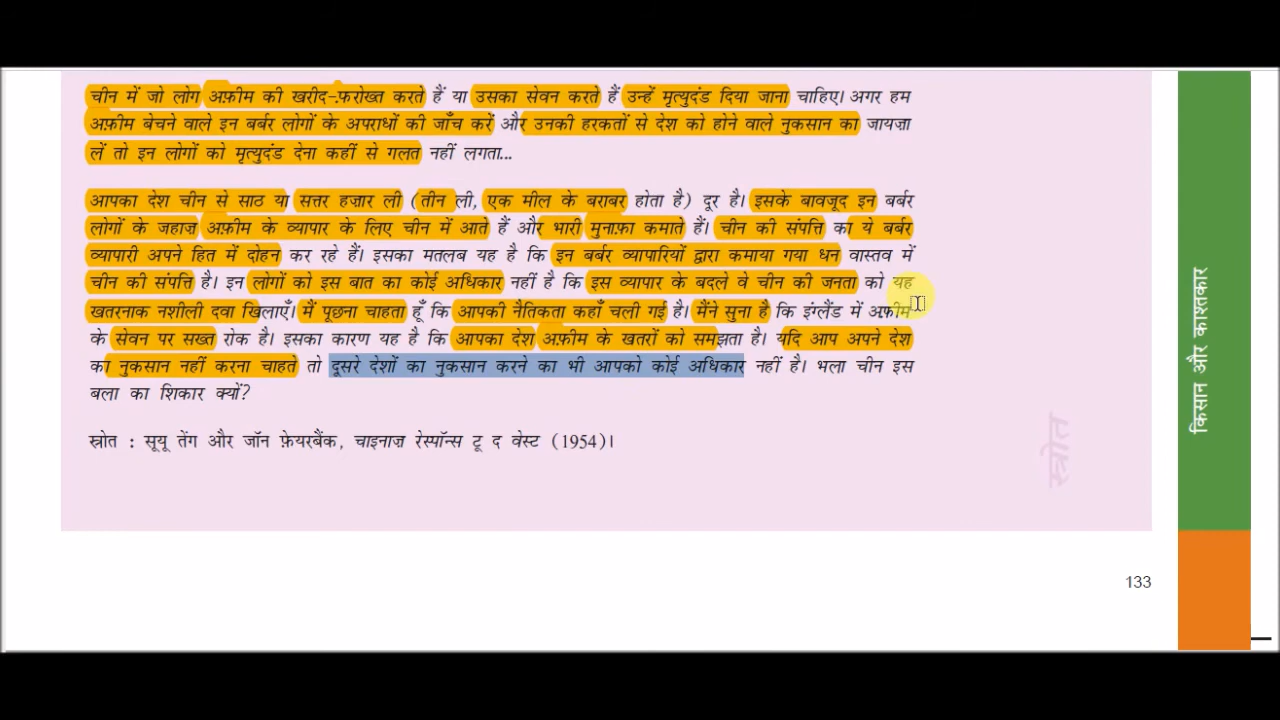 चीन में जो लोग अफ़ीम की खरीद-फ़रोख्त करते हैं या उसका सेवन करते हैं उन्हें मृत्युदंड दिया जाना चाहिए। अगर हम
अफ़ीम बेचने वाले इन बर्बर लोगों के अपराधों की जाँच करें और उनकी हरकतों से देश को होने वाले नुकसान का जायज़ा
लें तो इन लोगों को मृत्युदंड देना कहीं से गलत नहीं लगता...
आपका देश चीन से साठ या सत्तर हजार ली (तीन ली, एक मील के बराबर होता है) दूर है। इसके बावजूद इन बर्बर
लोगों के जहाज़ अफ़ीम के व्यापार के लिए चीन में आते हैं और भारी मुनाफ़ा कमाते हैं। चीन की संपत्ति का ये बर्बर
व्यापारी अपने हित में दोहन कर रहे हैं। इसका मतलब यह है कि इन बर्बर व्यापारियों द्वारा कमाया गया धन वास्तव में
चीन की संपत्ति है। इन लोगों को इस बात का कोई अधिकार नहीं है कि इस व्यापार के बदले वे चीन की जनता को यह
खतरनाक नशीली दवा खिलाएँ। मैं पूछना चाहता हूँ कि आपकी नैतिकता कहाँ चली गई है। मैंने सुना है कि इंग्लैंड में अफ़ीम
के सेवन पर सख्त रोक है। इसका कारण यह है कि आपका देश अफ़ीम के खतरों को समझता है। यदि आप अपने देश
का नुकसान नहीं करना चाहते तो दूसरे देशों का नुकसान करने का भी आपको कोई अधिकार नहीं है। भला चीन इस
बला का शिकार क्यों?
स्रोत : सूयू तेंग और जॉन फ़ेयरबैंक, चाइनाज़ रेस्पॉन्स टू द वेस्ट (1954)।
स्रोत
किसान और काश्तकार
133